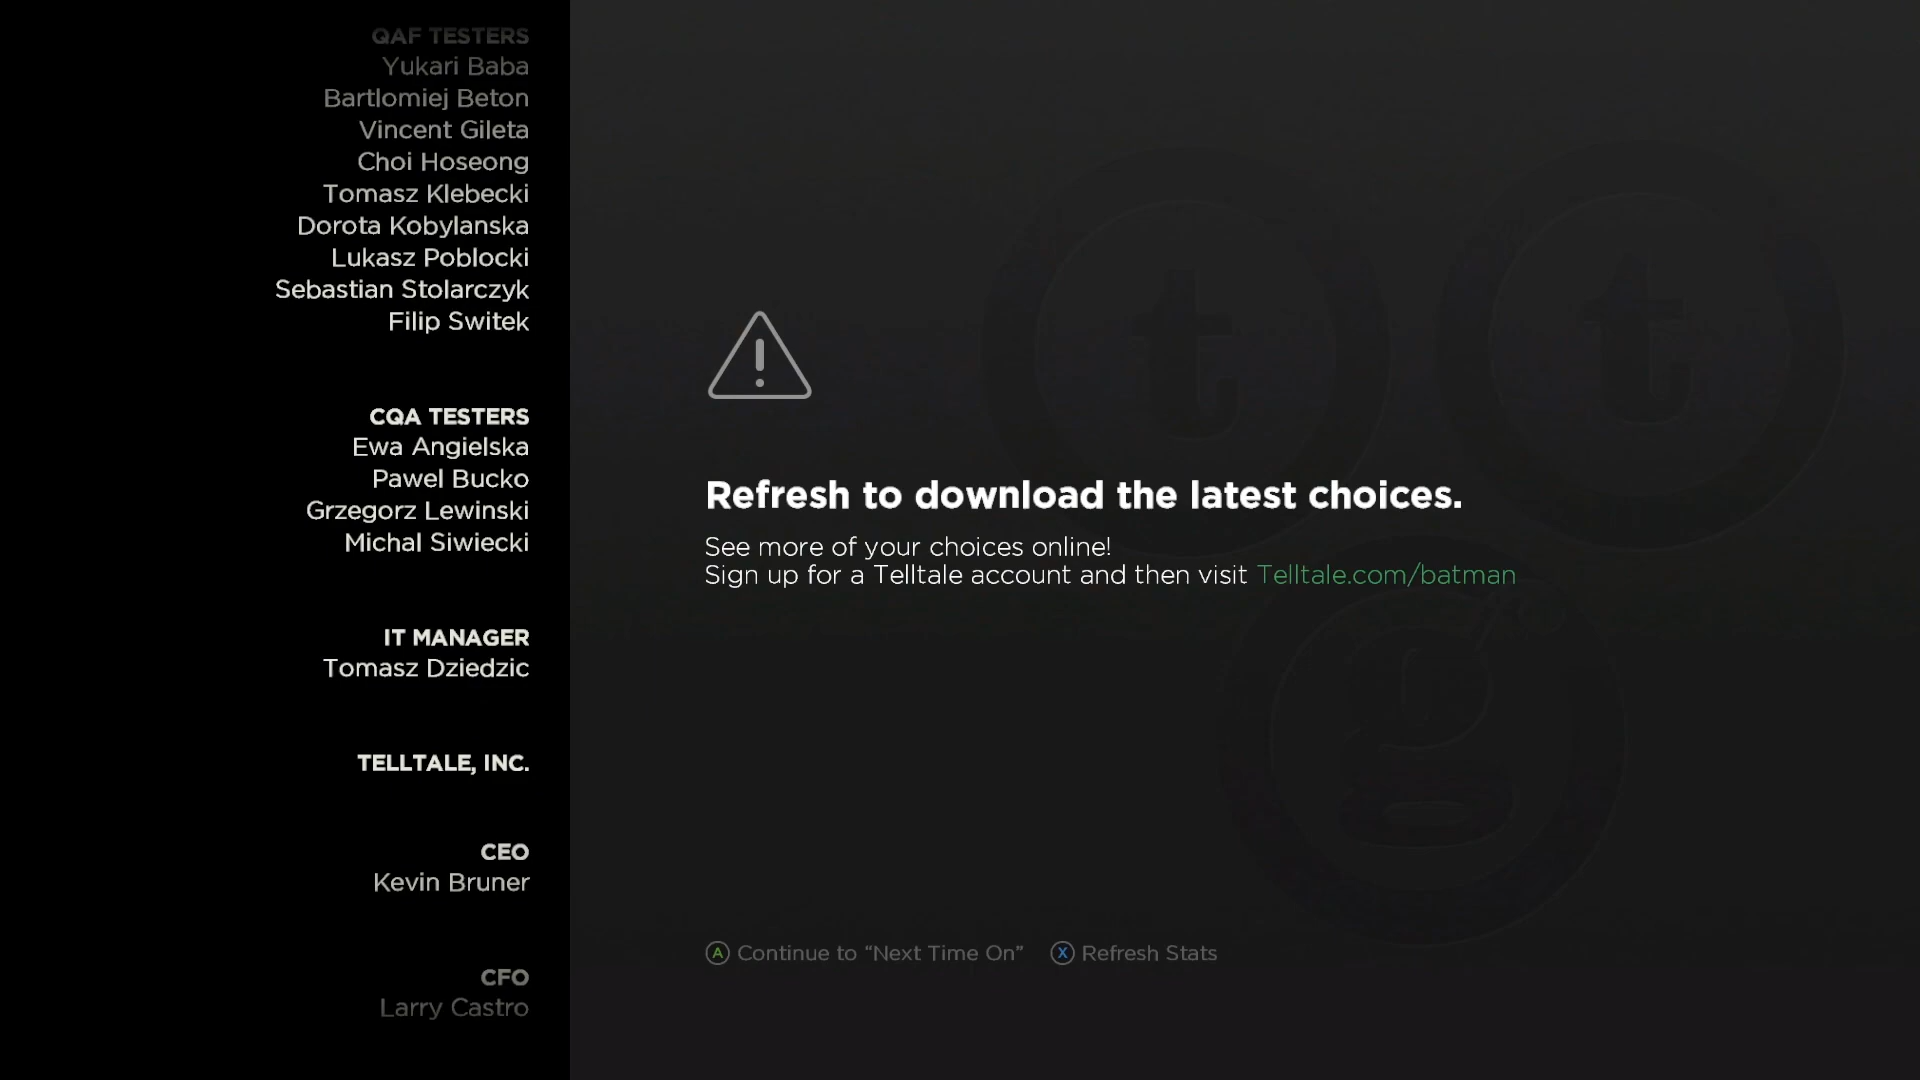 QAF TESTERS
Yukari Baba
Bartlomiej Beton
Vincent Gileta
Choi Hoseong
Tomasz Klebecki
Dorota Kobylanska
Lukasz Poblocki
Sebastian Stolarczyk
Filip Switek
CQA TESTERS
Ewa Angielska
Pawel Bucko
Grzegorz Lewinski
Michal Siwiecki
IT MANAGER
Tomasz Dziedzic
TELLTALE, INC.
CEO
Kevin Bruner
CFO
Larry Castro
t t
g
!
Refresh to download the latest choices.
See more of your choices online!
Sign up for a Telltale account and then visit Telltale.com/batman
A Continue to “Next Time On” X Refresh Stats